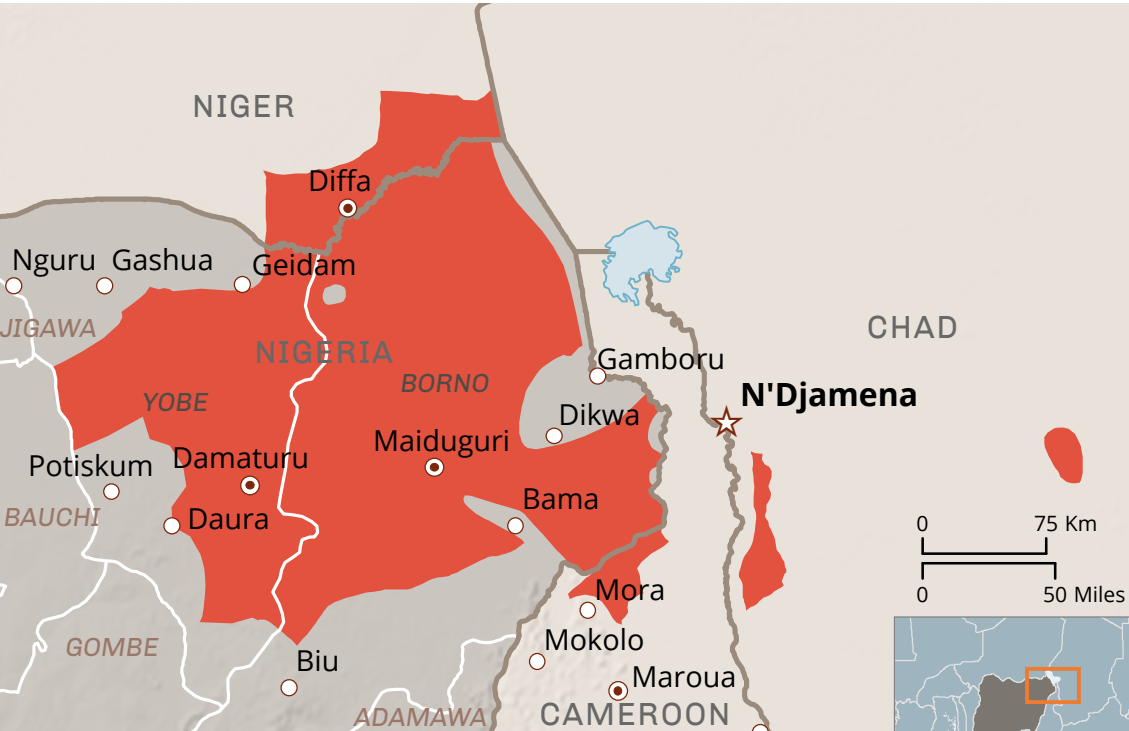 NIGER
Diffa
Nguru
Gashua
Geidam
JIGAWA
NIGERIA
CHAD
Gamboru
BORNO
YOBE
N'Djamena
Dikwa
Maiduguri
Potiskum
Damaturu
Bama
BAUCHI
Daura
0
75 Km
0
50 Miles
Mora
GOMBE
Mokolo
Biu
Maroua
ADAMAWA
CAMEROON